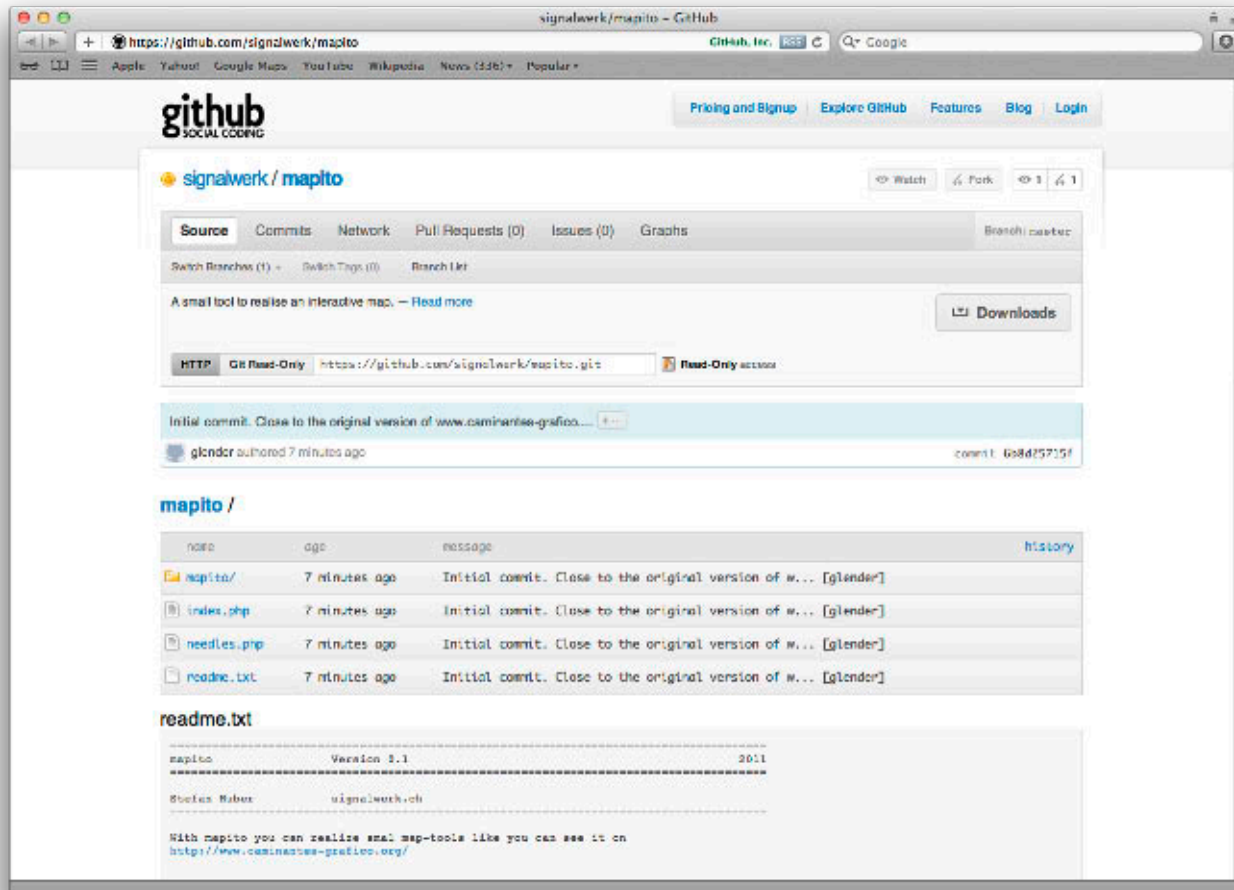 signalwerk/mapito – GitHub
+ https://github.com/signalwerk/mapito GitHub, Inc. RSS Google
Apple Yahoo! Google Maps YouTube Wikipedia News (336) Popular
github
SOCIAL CODING
Pricing and Signup Explore GitHub Features Blog Login
signalwerk / mapito
Watch Fork 1 1
Source Commits Network Pull Requests (0) Issues (0) Graphs Branch: master
Switch Branches (1) Switch Tags (0) Branch List
A small tool to realise an interactive map. — Read more
Downloads
HTTP Git Read-Only https://github.com/signalwerk/mapito.git Read-Only access
Initial commit. Close to the original version of www.caminantes-grafico....
glender authored 7 minutes ago
commit
mapito /
name age message history
mapito/ 7 minutes ago Initial commit. Close to the original version of w... [glender]
index.php 7 minutes ago Initial commit. Close to the original version of w... [glender]
needles.php 7 minutes ago Initial commit. Close to the original version of w... [glender]
readme.txt 7 minutes ago Initial commit. Close to the original version of w... [glender]
readme.txt
mapito Version 0.1 2011
Stefan Huber signalwerk.ch
With mapito you can realize smal map-tools like you can see it on
http://www.caminantes-grafico.org/